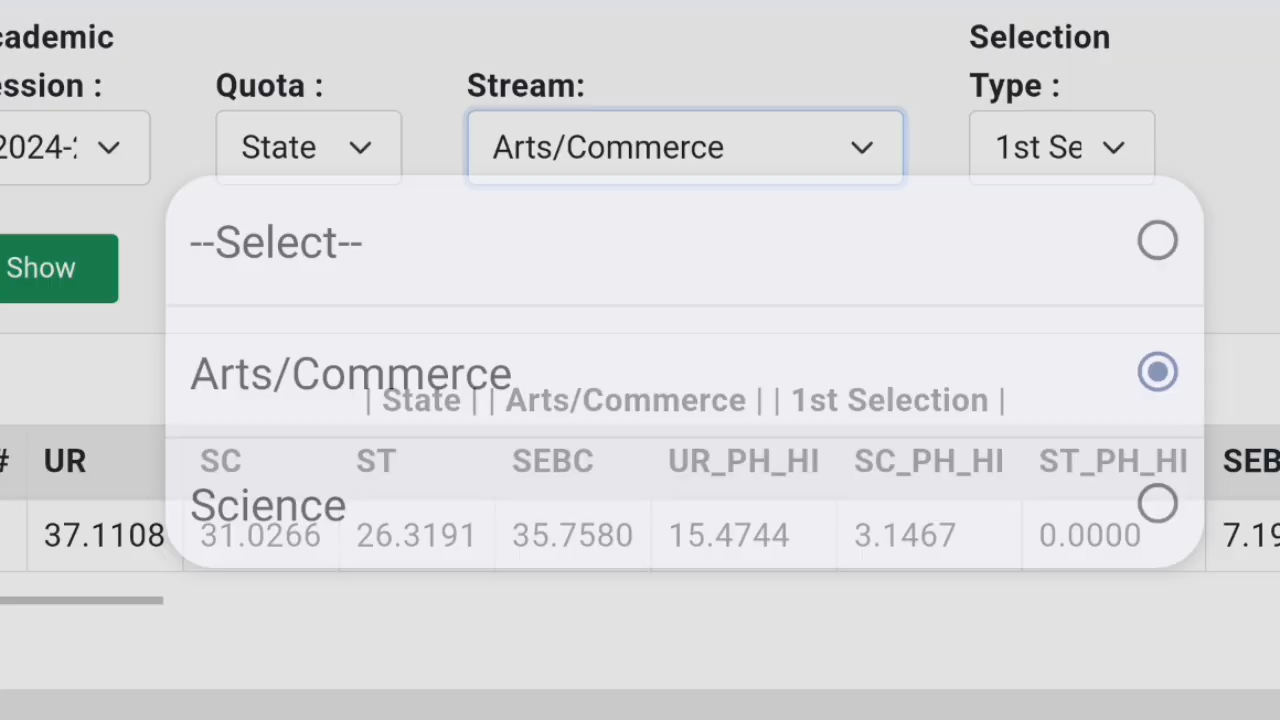 cademic
ession :
Quota :
Stream:
Selection
Type :
2024-
State
Arts/Commerce
1st Se
Show
--Select--
Arts/Commerce
Science
| State | | Arts/Commerce | | 1st Selection |
# UR SC ST SEBC UR_PH_HI SC_PH_HI ST_PH_HI SEB
37.1108 31.0266 26.3191 35.7580 15.4744 3.1467 0.0000 7.19